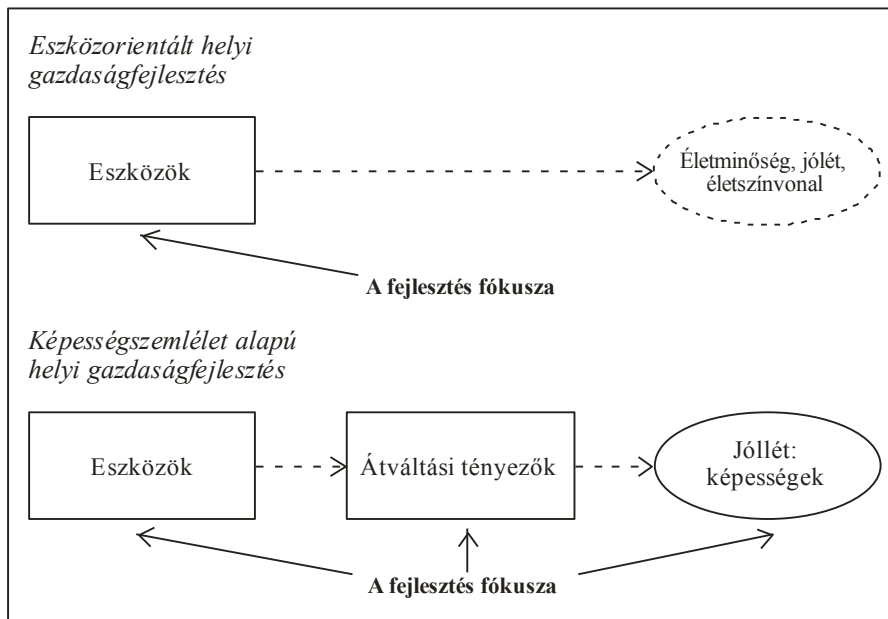 Eszközorientált helyi
gazdaságfejlesztés
Eszközök
Életminőség, jólét,
életszínvonal
A fejlesztés fókusza
Képességszemlélet alapú
helyi gazdaságfejlesztés
Eszközök
Átváltási tényezők
Jóllét:
képességek
A fejlesztés fókusza